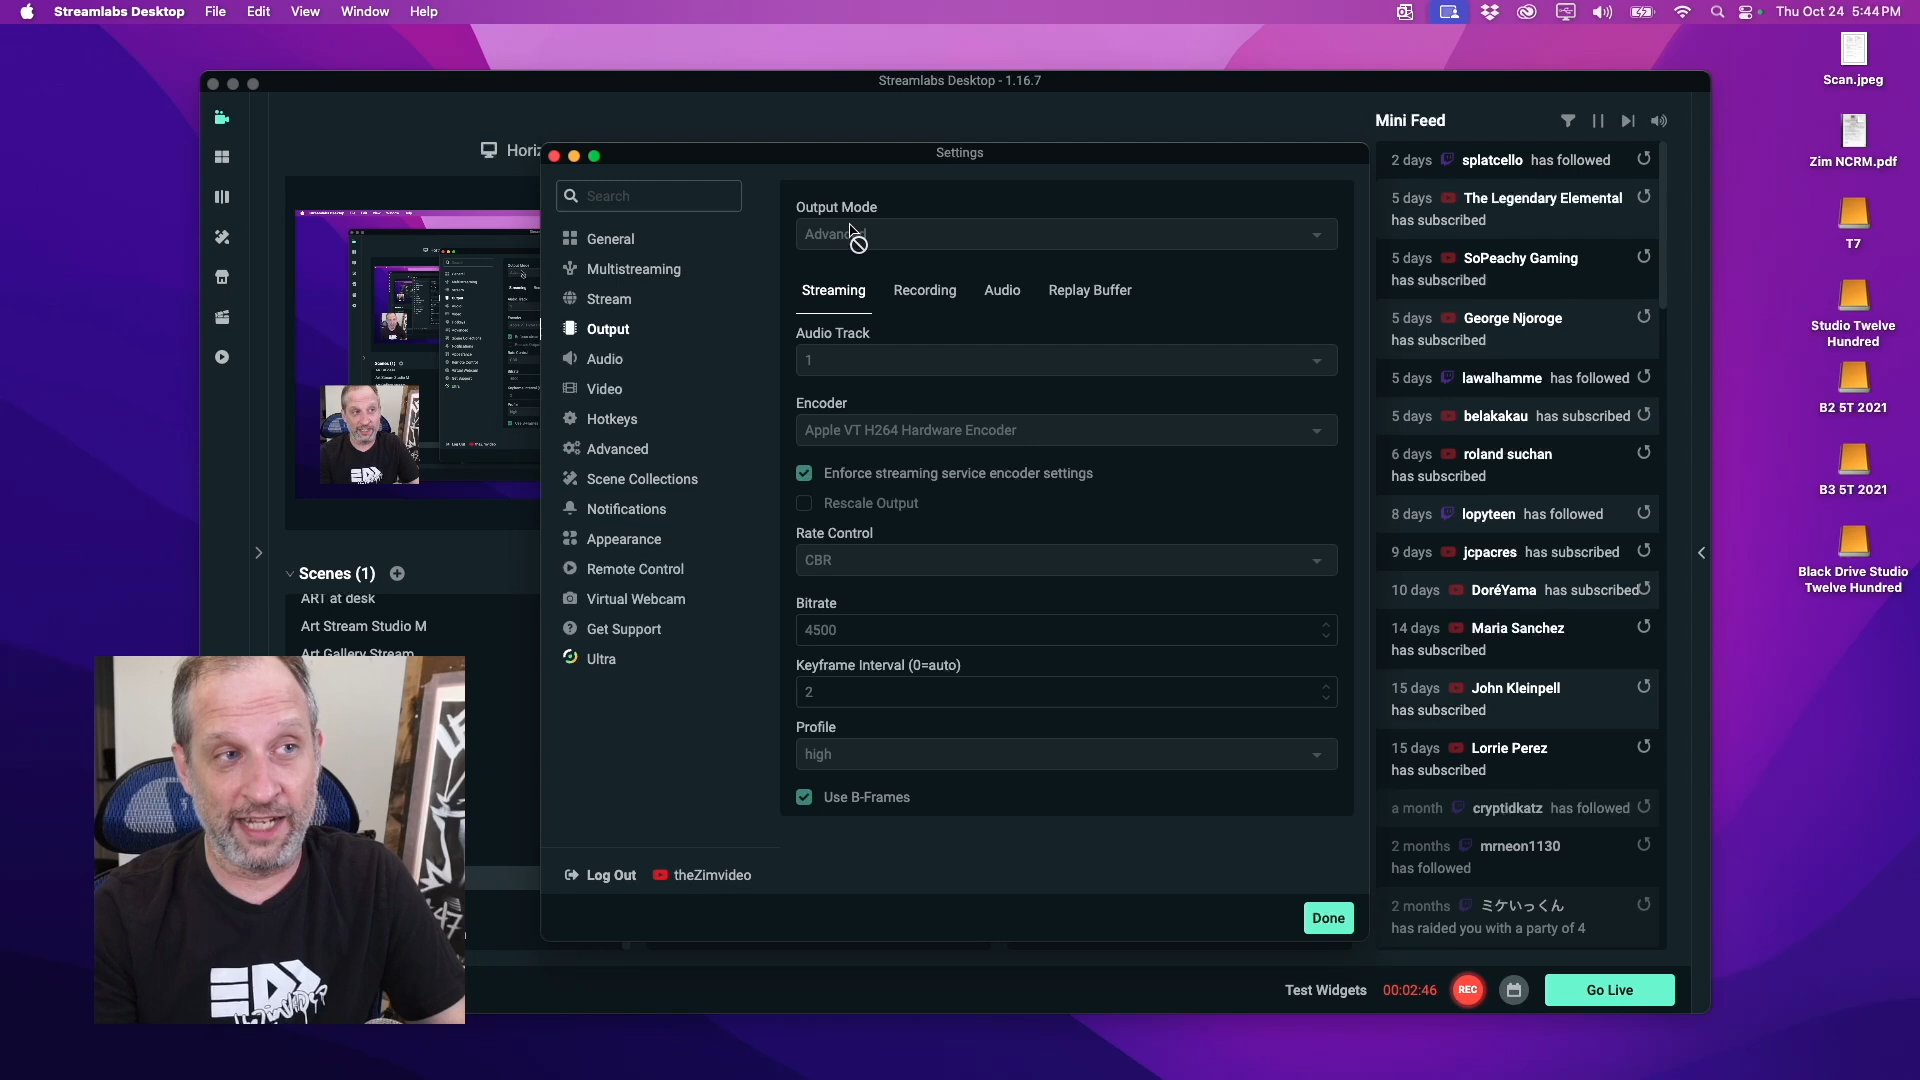 Streamlabs Desktop File Edit View Window Help
Thu Oct 24 5:44 PM
Streamlabs Desktop - 1.16.7
Horiz
Settings
Search
General
Multistreaming
Stream
Output
Audio
Video
Hotkeys
Advanced
Scene Collections
Notifications
Appearance
Remote Control
Virtual Webcam
Get Support
Ultra
Log Out theZimvideo
Output Mode
Advanced
Streaming Recording Audio Replay Buffer
Audio Track
1
Encoder
Apple VT H264 Hardware Encoder
Enforce streaming service encoder settings
Rescale Output
Rate Control
CBR
Bitrate
4500
Keyframe Interval (0=auto)
2
Profile
high
Use B-Frames
Done
Scenes (1)
ART at desk
Art Stream Studio M
Art Gallery Stream
Mini Feed
2 days splatcello has followed
5 days The Legendary Elemental
has subscribed
5 days SoPeachy Gaming
has subscribed
5 days George Njoroge
has subscribed
5 days lawalhamme has followed
5 days belakakau has subscribed
6 days roland suchan
has subscribed
8 days lopyteen has followed
9 days jcpacres has subscribed
10 days DoréYama has subscribed
14 days Maria Sanchez
has subscribed
15 days John Kleinpell
has subscribed
15 days Lorrie Perez
has subscribed
a month cryptidkatz has followed
2 months mrneon1130
has followed
2 months ミケいっくん
has raided you with a party of 4
Test Widgets 00:02:46 REC Go Live
Scan.jpeg
Zim NCRM.pdf
T7
Studio Twelve
Hundred
B2 5T 2021
B3 5T 2021
Black Drive Studio
Twelve Hundred